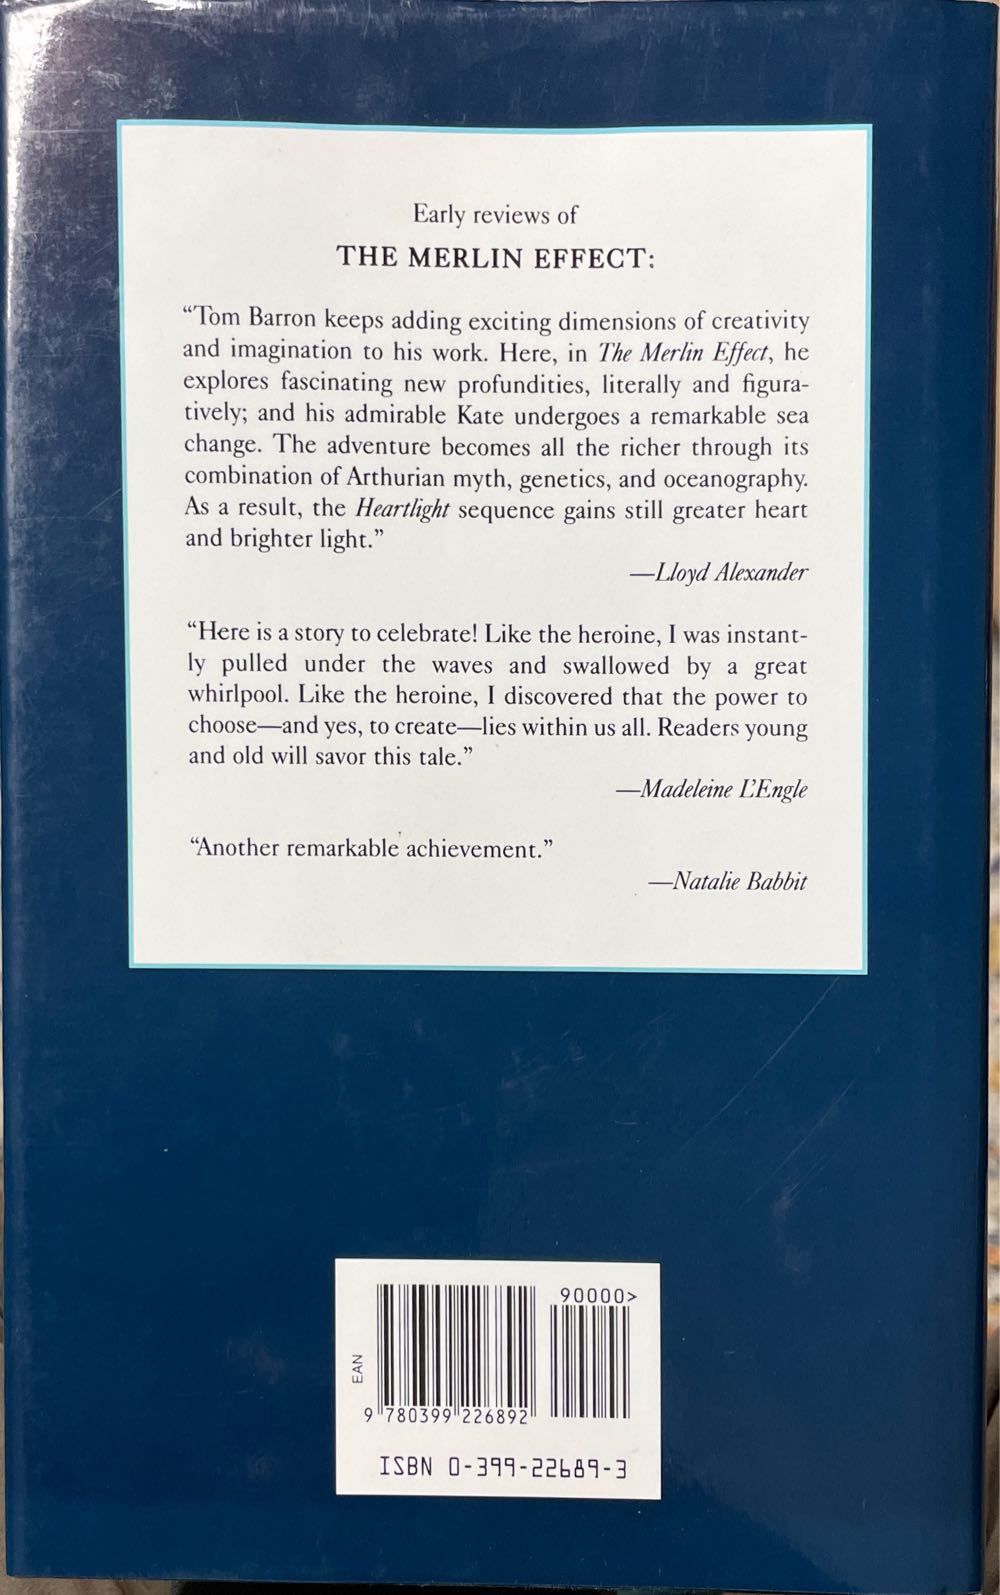 Early reviews of
THE MERLIN EFFECT:
“Tom Barron keeps adding exciting dimensions of creativity
and imagination to his work. Here, in The Merlin Effect, he
explores fascinating new profundities, literally and figura-
tively; and his admirable Kate undergoes a remarkable sea
change. The adventure becomes all the richer through its
combination of Arthurian myth, genetics, and oceanography.
As a result, the Heartlight sequence gains still greater heart
and brighter light.”
—Lloyd Alexander
“Here is a story to celebrate! Like the heroine, I was instant-
ly pulled under the waves and swallowed by a great
whirlpool. Like the heroine, I discovered that the power to
choose—and yes, to create—lies within us all. Readers young
and old will savor this tale.”
—Madeleine L’Engle
“Another remarkable achievement.”
—Natalie Babbit
90000>
EAN
9 780399 226892
ISBN 0-399-22689-3